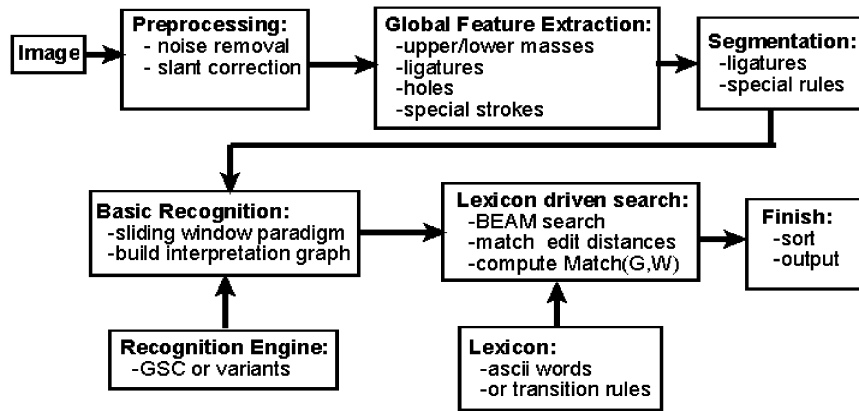 Image
Preprocessing:
- noise removal
- slant correction
Global Feature Extraction:
-upper/lower masses
-ligatures
-holes
-special strokes
Segmentation:
-ligatures
-special rules
Basic Recognition:
-sliding window paradigm
-build interpretation graph
Lexicon driven search:
-BEAM search
-match edit distances
-compute Match(G,W)
Finish:
-sort
-output
Recognition Engine:
-GSC or variants
Lexicon:
-ascii words
-or transition rules